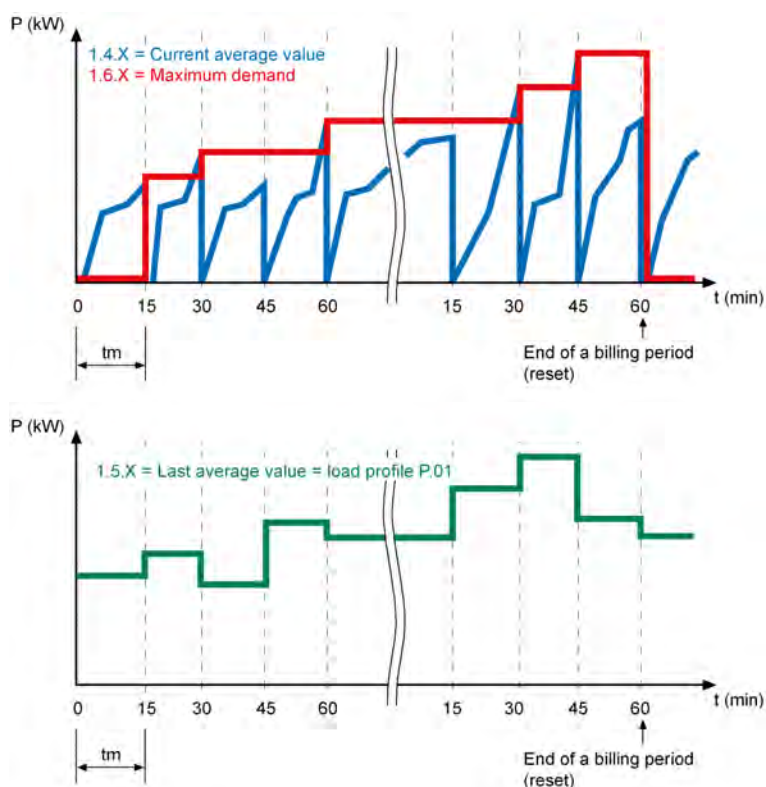 P (kW)
1.4.X = Current average value
1.6.X = Maximum demand
0 15 30 45 60 15 30 45 60
t (min)
tm
End of a billing period
(reset)
P (kW)
1.5.X = Last average value = load profile P.01
0 15 30 45 60 15 30 45 60
t (min)
tm
End of a billing period
(reset)